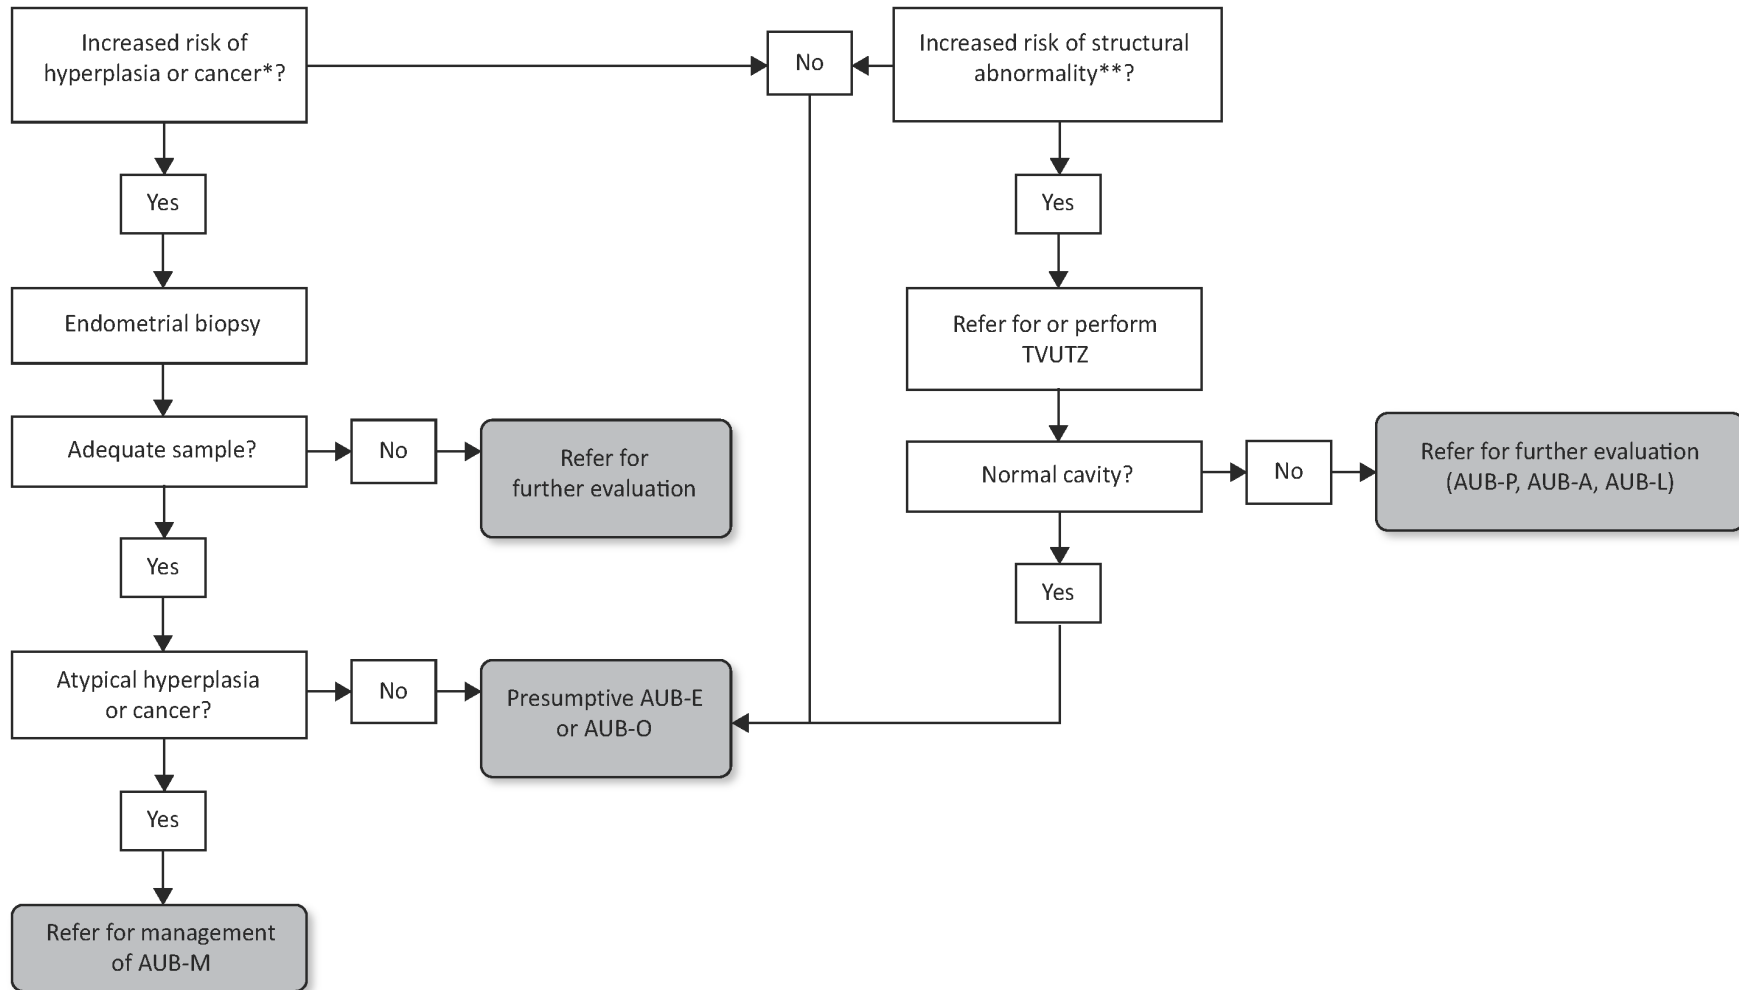 Increased risk of
hyperplasia or cancer*?
No
Increased risk of structural
abnormality**?
Yes
Yes
Endometrial biopsy
Refer for or perform
TVUTZ
Adequate sample?
No
Refer for
further evaluation
Normal cavity?
No
Refer for further evaluation
(AUB-P, AUB-A, AUB-L)
Yes
Yes
Atypical hyperplasia
or cancer?
No
Presumptive AUB-E
or AUB-O
Yes
Refer for management
of AUB-M